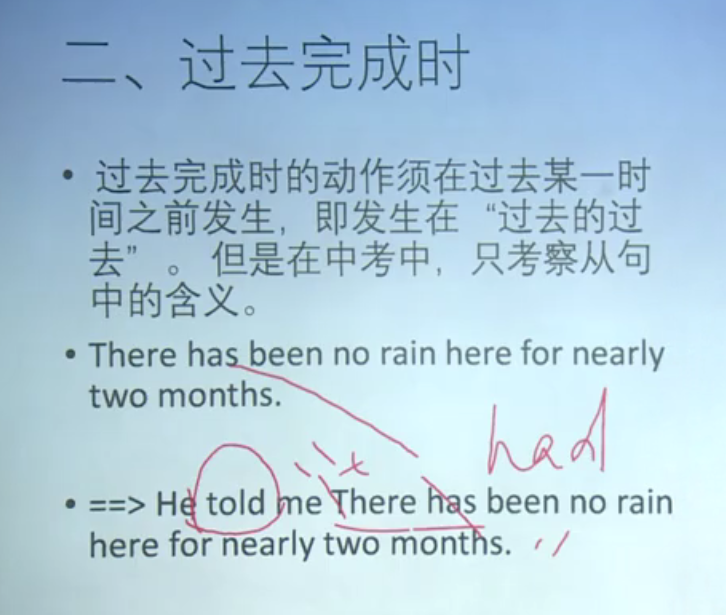 二、过去完成时
• 过去完成时的动作须在过去某一时
间之前发生，即发生在“过去的过
去”。但是在中考中，只考察从句
中的含义。
• There has been no rain here for nearly
two months.
had
• ==> He told me There has been no rain
here for nearly two months.